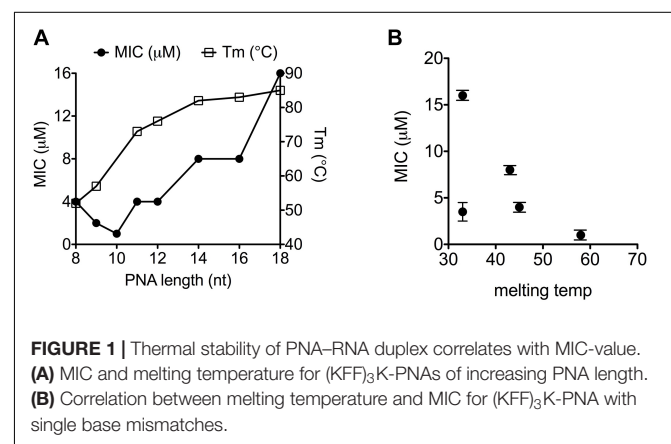 A
B
MIC (μM)
Tm (°C)
16
12
8
4
0
MIC (μM)
90
80
70
60
50
40
Tm (°C)
8
10
12
14
16
18
PNA length (nt)
20
15
10
5
0
MIC (μM)
30
40
50
60
70
melting temp
FIGURE 1 | Thermal stability of PNA–RNA duplex correlates with MIC-value.
(A) MIC and melting temperature for (KFF)₃K-PNAs of increasing PNA length.
(B) Correlation between melting temperature and MIC for (KFF)₃K-PNA with
single base mismatches.